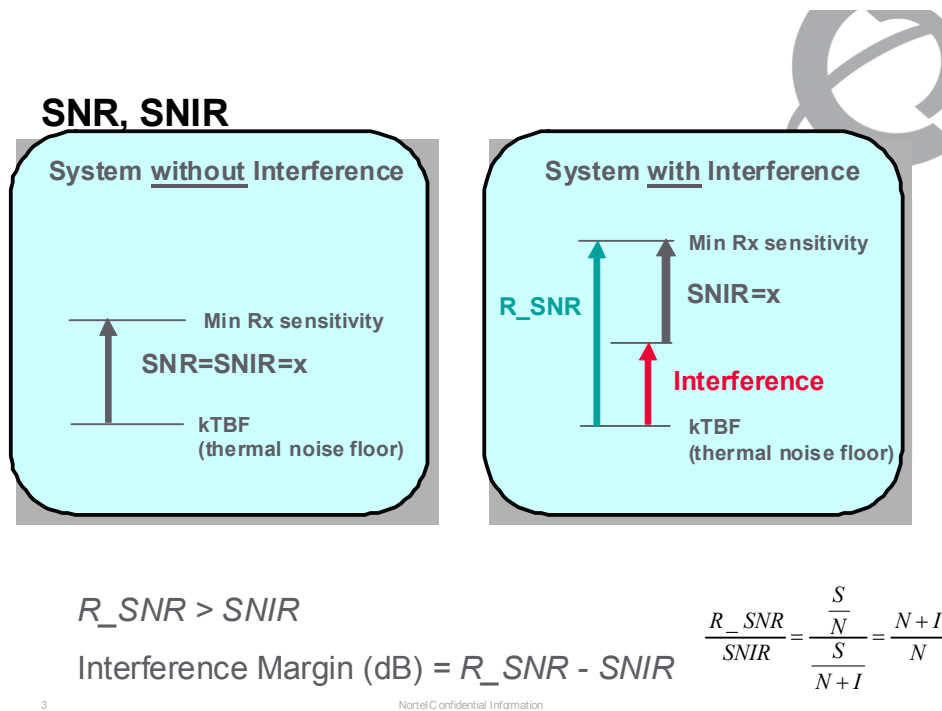 SNR, SNIR
System without Interference
Min Rx sensitivity
SNR=SNIR=x
kTBF
(thermal noise floor)
System with Interference
Min Rx sensitivity
R_SNR
SNIR=x
Interference
kTBF
(thermal noise floor)
R_SNR > SNIR
Interference Margin (dB) = R_SNR - SNIR
R_SNR / SNIR = (S / N) / (S / (N + I)) = (N + I) / N
3
Nortel Confidential Information